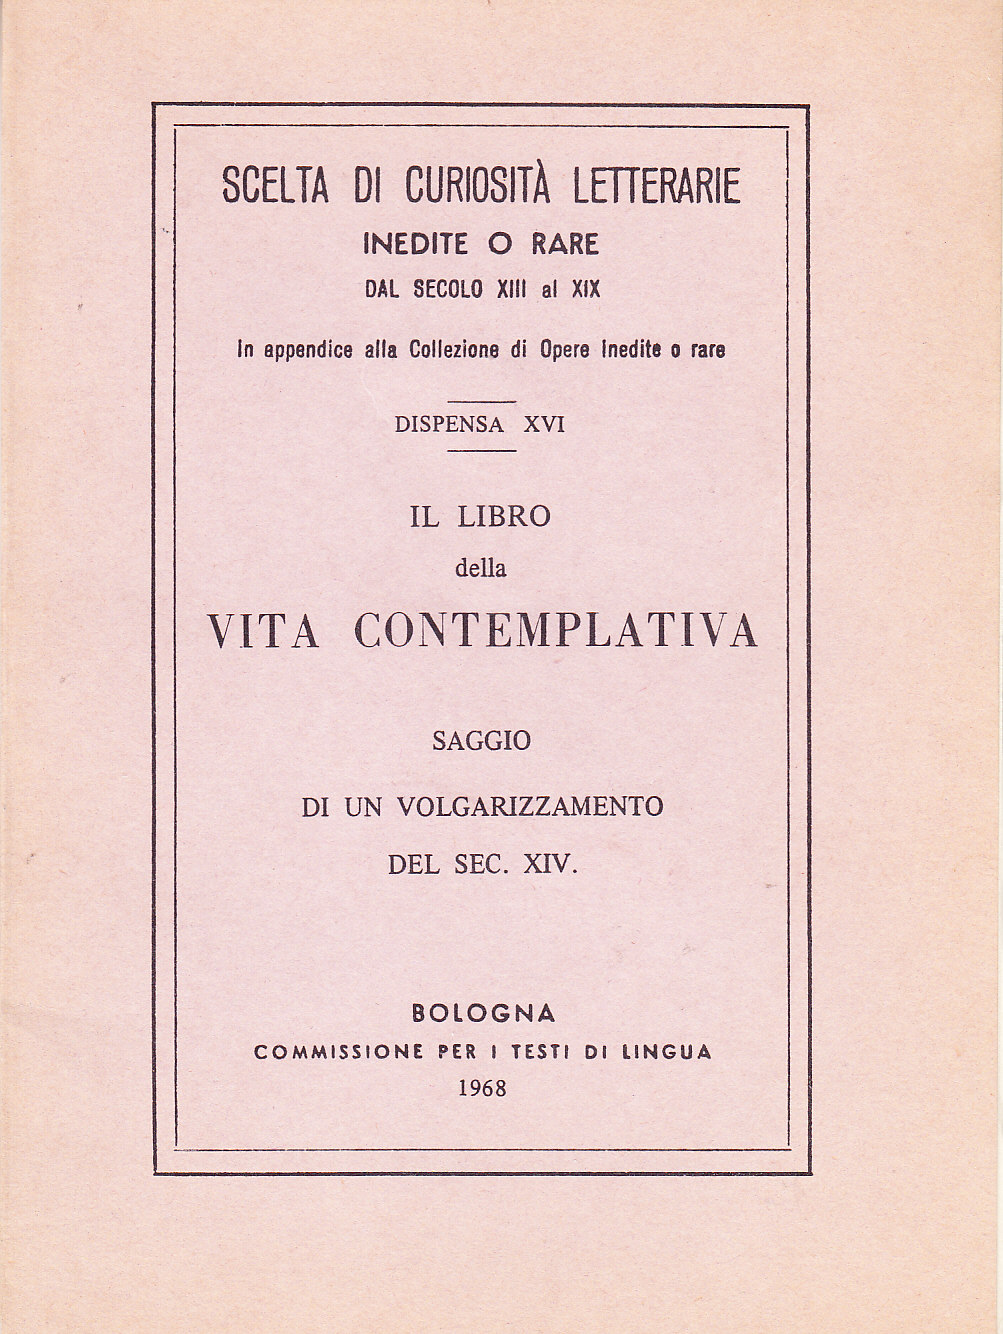 SCELTA DI CURIOSITÀ LETTERARIE
INEDITE O RARE
DAL SECOLO XIII al XIX
In appendice alla Collezione di Opere inedite o rare
DISPENSA XVI
IL LIBRO
della
VITA CONTEMPLATIVA
SAGGIO
DI UN VOLGARIZZAMENTO
DEL SEC. XIV.
BOLOGNA
COMMISSIONE PER I TESTI DI LINGUA
1968